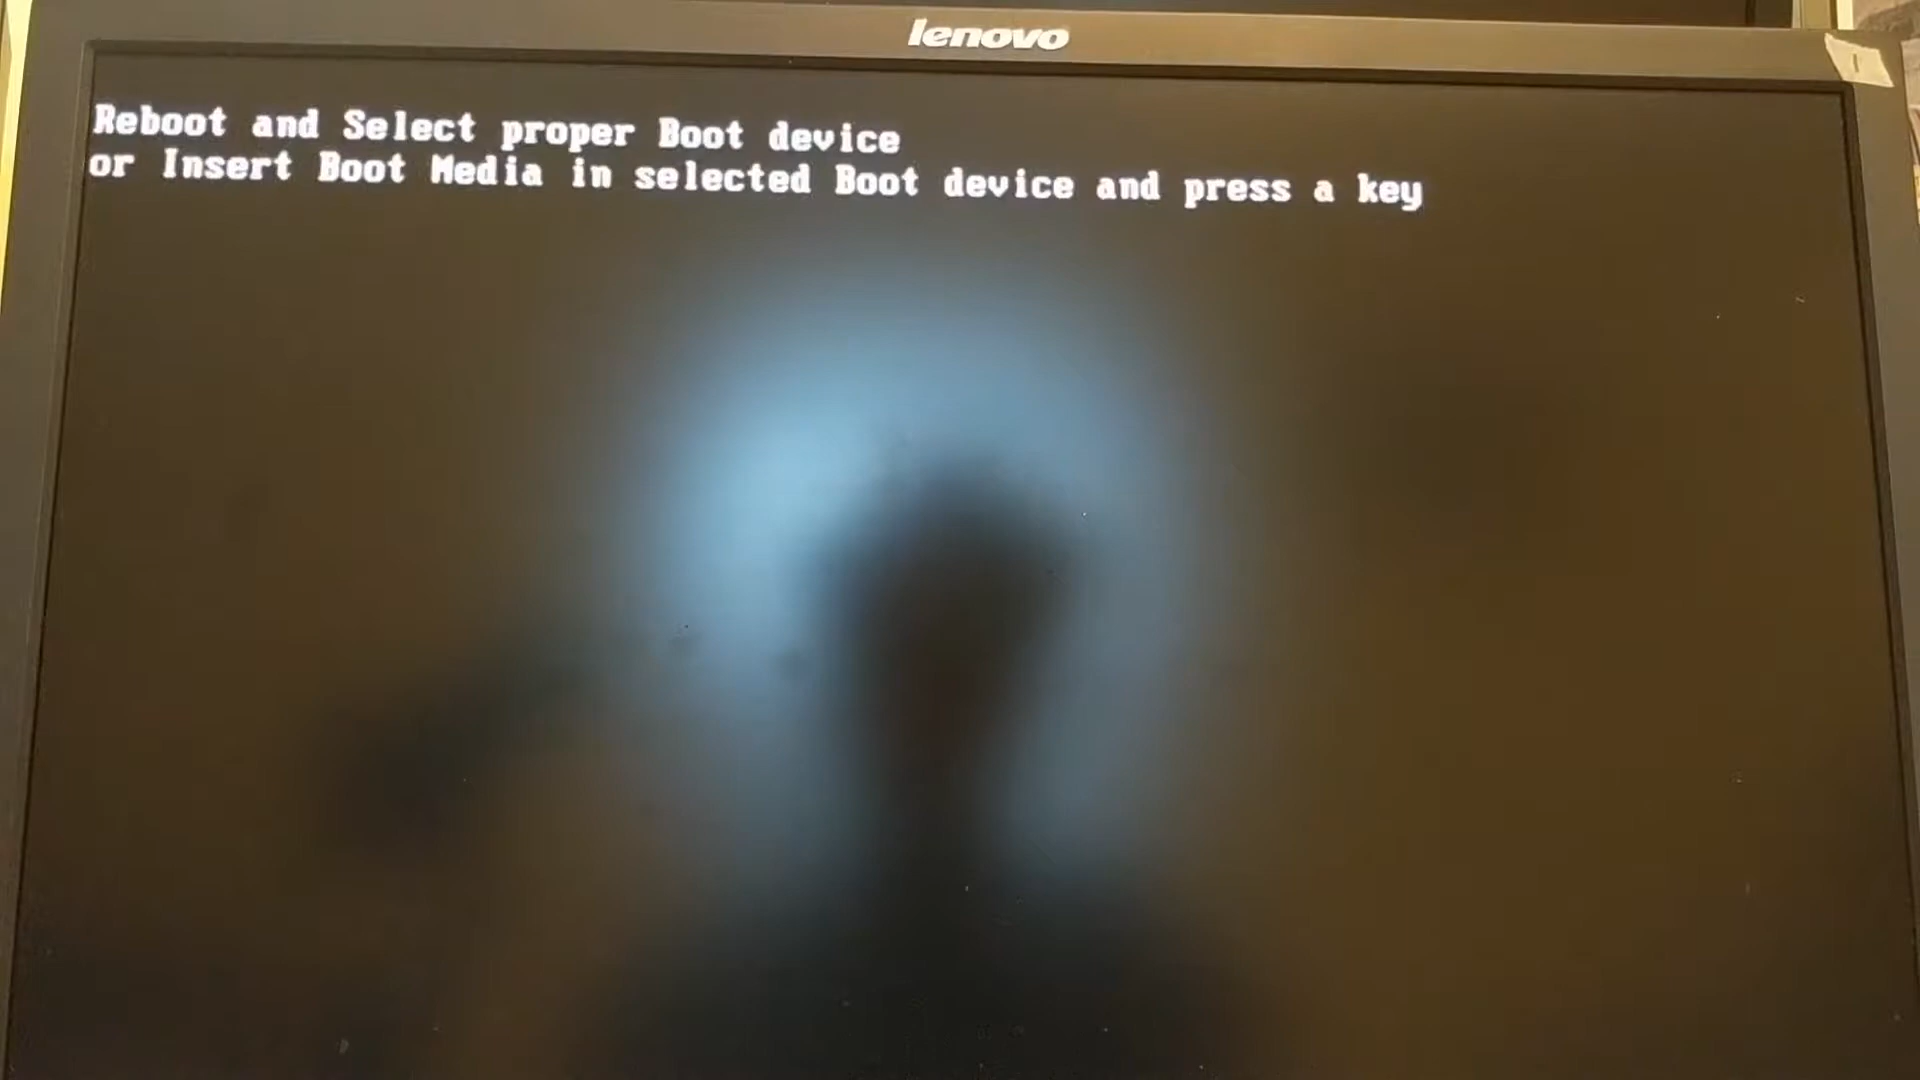 lenovo
Reboot and Select proper Boot device
or Insert Boot Media in selected Boot device and press a key